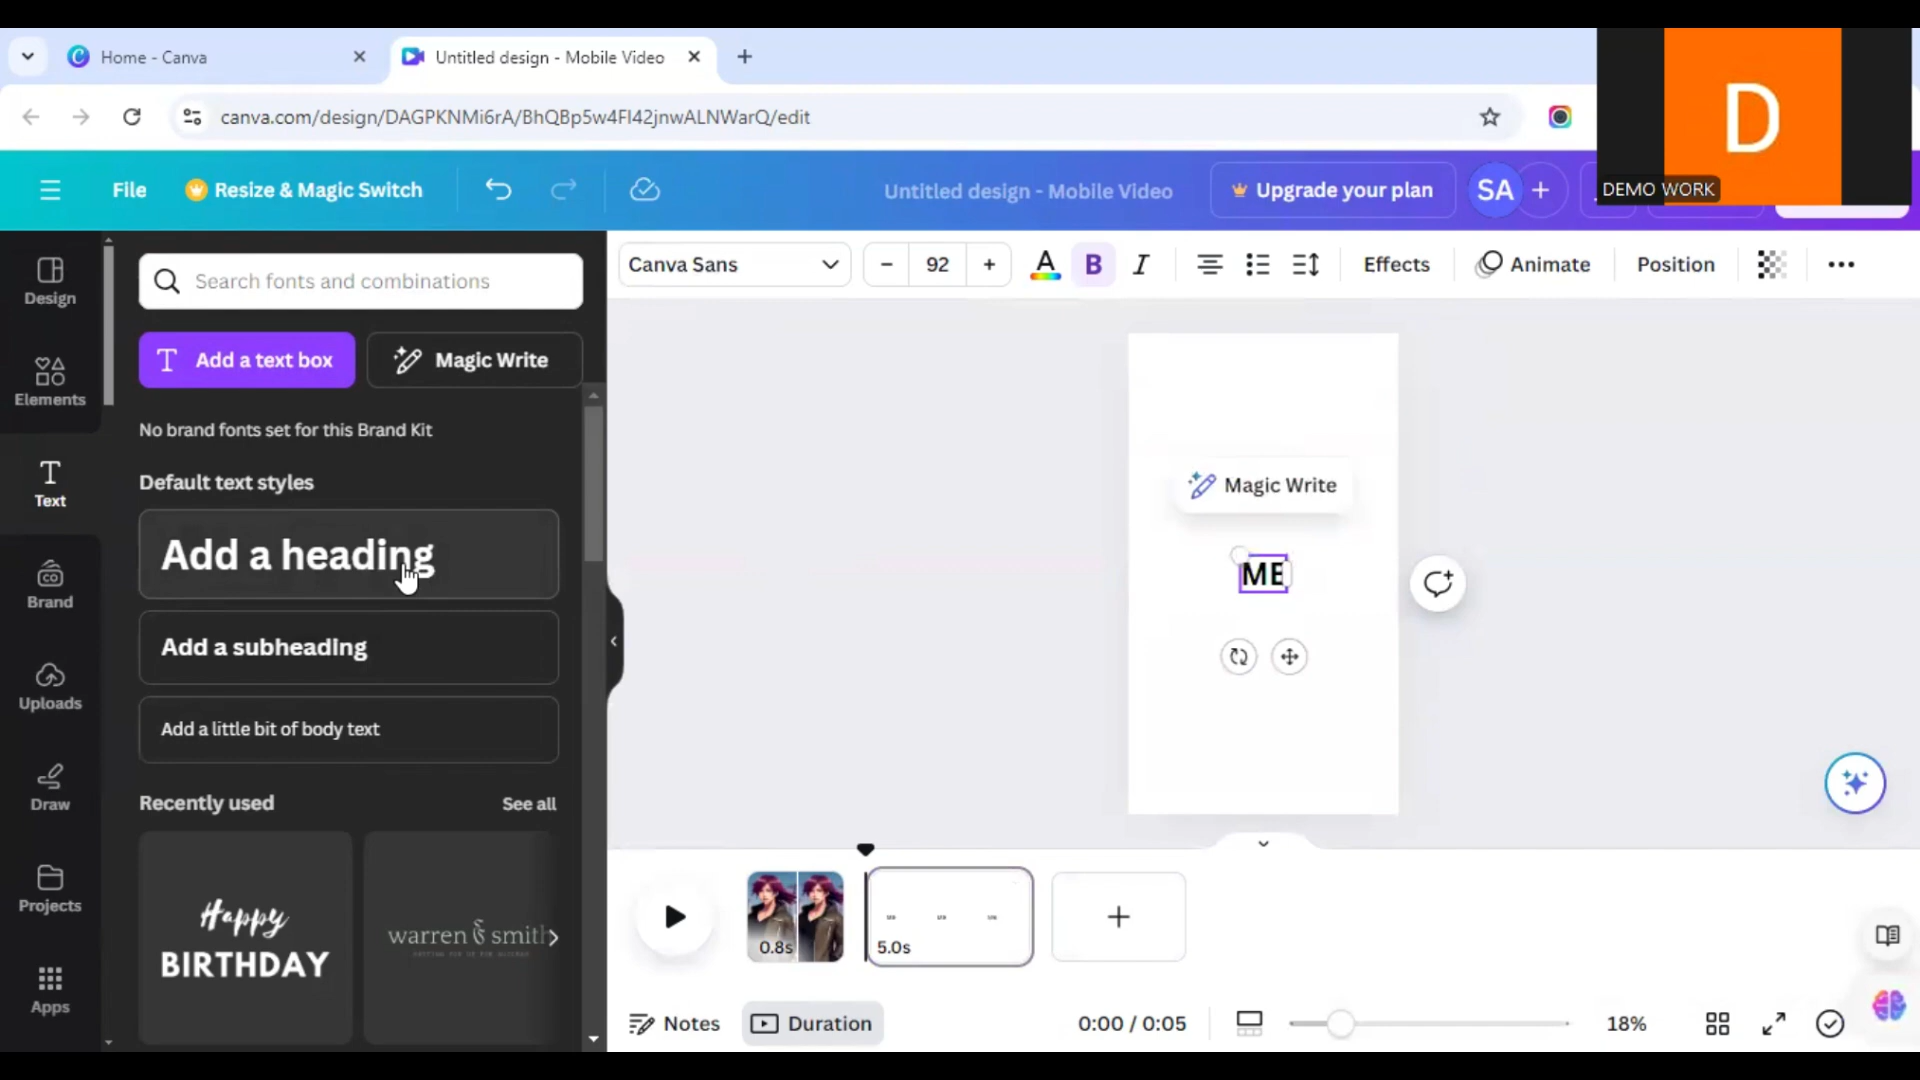 Home - Canva
Untitled design - Mobile Video
canva.com/design/DAGPKNMi6rA/BhQBp5w4FI42jnwALNWarQ/edit
D
DEMO WORK
File
Resize & Magic Switch
Untitled design - Mobile Video
Upgrade your plan
SA
+
Design
Elements
Text
Brand
Uploads
Draw
Projects
Apps
Search fonts and combinations
Add a text box
Magic Write
No brand fonts set for this Brand Kit
Default text styles
Add a heading
Add a subheading
Add a little bit of body text
Recently used
See all
Happy
BIRTHDAY
warren & smith
Canva Sans
- 92 +
A
B
I
Effects
Animate
Position
Magic Write
ME
0.8s
5.0s
Notes
Duration
0:00 / 0:05
18%